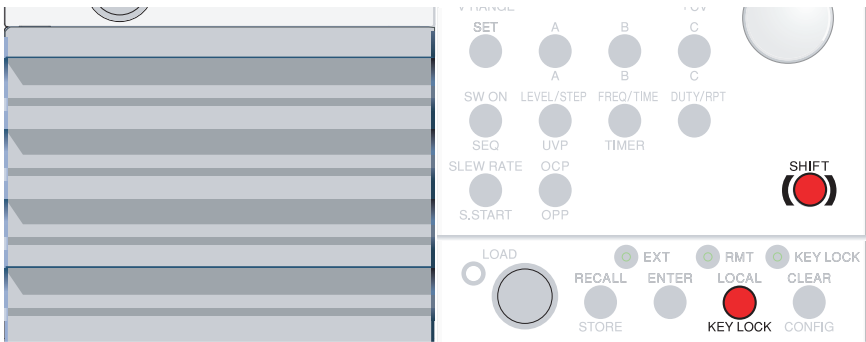 SET A B C
A B C
SW ON LEVEL/STEP FREQ/TIME DUTY/RPT
SEQ UVP TIMER
SLEW RATE OCP SHIFT
S.START OPP
LOAD EXT RMT KEY LOCK
RECALL ENTER LOCAL CLEAR
STORE KEY LOCK CONFIG